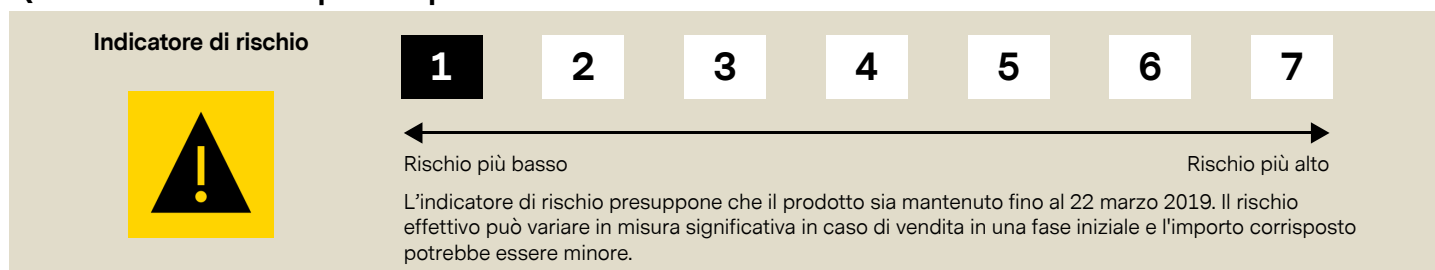 Indicatore di rischio
1 2 3 4 5 6 7
Rischio più basso Rischio più alto
L'indicatore di rischio presuppone che il prodotto sia mantenuto fino al 22 marzo 2019. Il rischio
effettivo può variare in misura significativa in caso di vendita in una fase iniziale e l'importo corrisposto
potrebbe essere minore.